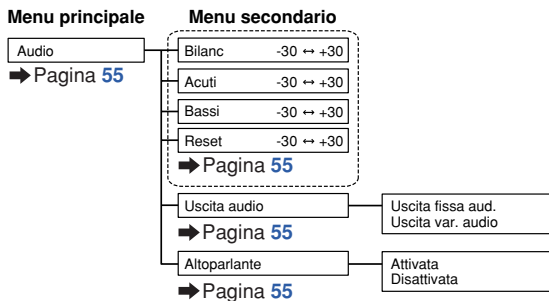 Menu principale
Menu secondario
Audio
➡ Pagina 55
Bilanc -30 ↔ +30
Acuti -30 ↔ +30
Bassi -30 ↔ +30
Reset -30 ↔ +30
➡ Pagina 55
Uscita audio
➡ Pagina 55
Uscita fissa aud.
Uscita var. audio
Altoparlante
➡ Pagina 55
Attivata
Disattivata